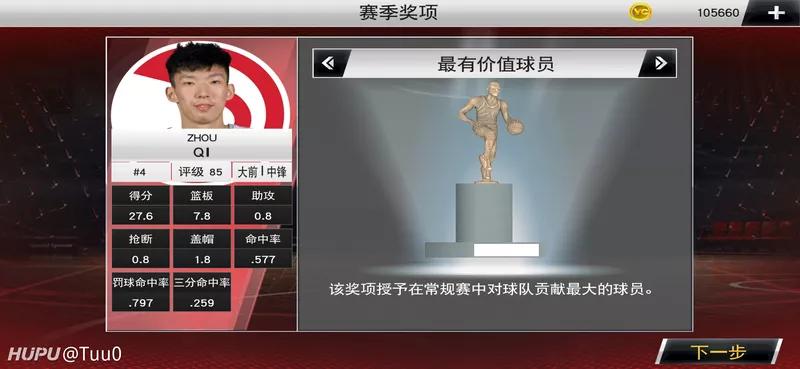 赛季奖项
VC
105660
最有价值球员
ZHOU
QI
#4 评级 85 大前 | 中锋
得分 篮板 助攻
27.6 7.8 0.8
抢断 盖帽 命中率
0.8 1.8 .577
罚球命中率 三分命中率
.797 .259
该奖项授予在常规赛中对球队贡献最大的球员。
HUPU @Tuu0
下一步